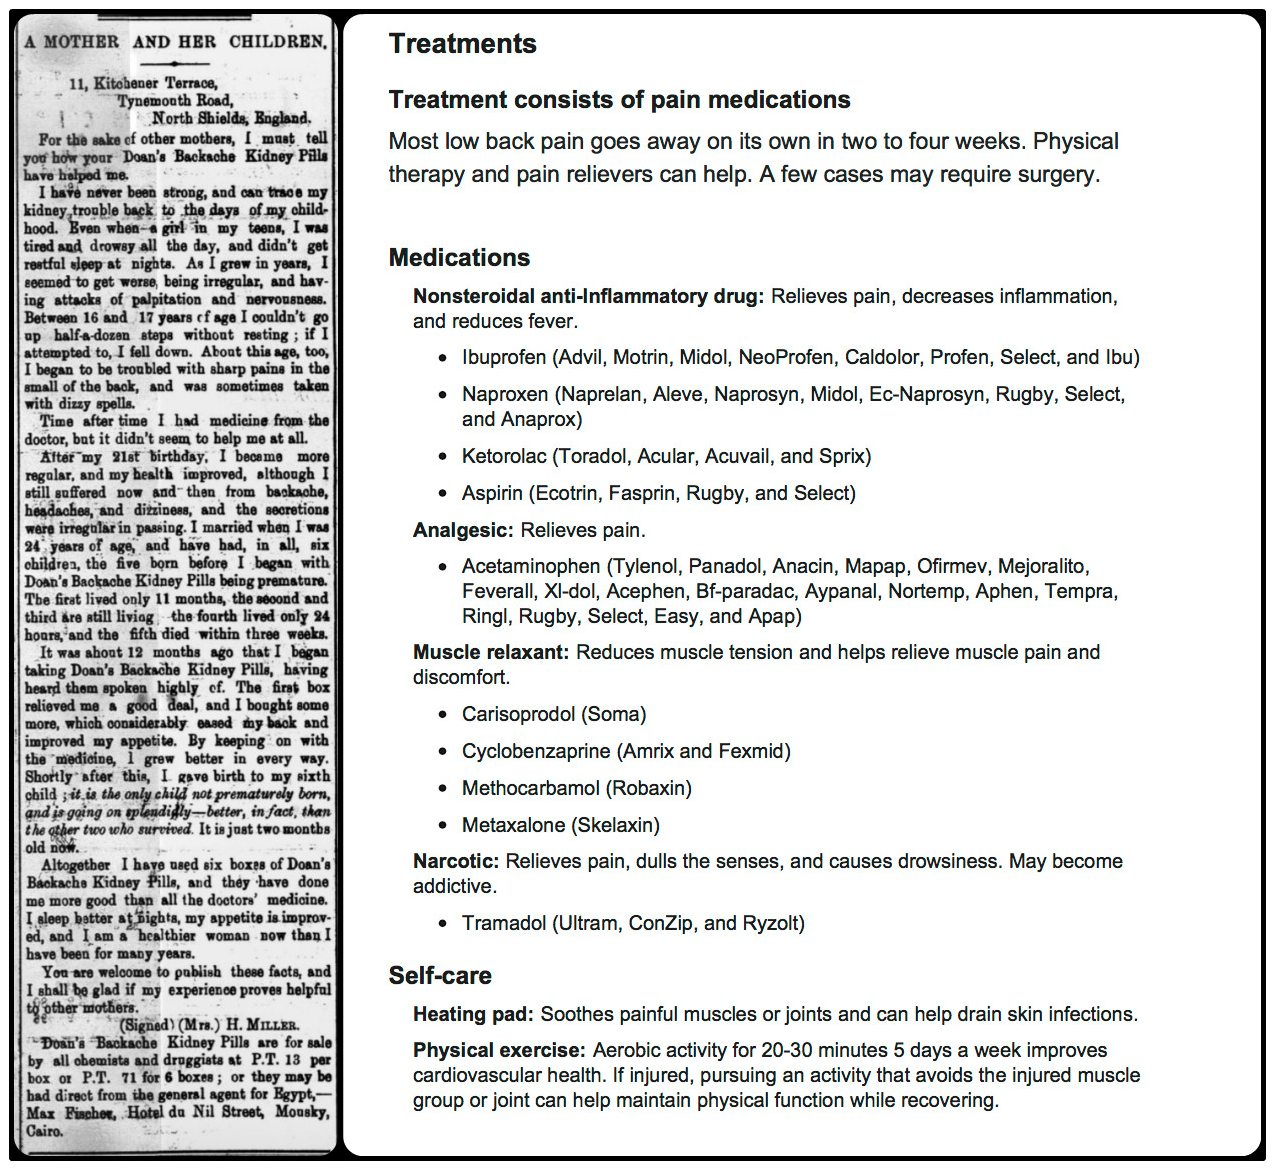 A MOTHER AND HER CHILDREN.
11, Kitchener Terrace,
Tynemouth Road,
North Shields, England.
For the sake of other mothers, I must tell
you how your Doan's Backache Kidney Pills
have helped me.
I have never been strong, and can trace my
kidney trouble back to the days of my child-
hood. Even when a girl in my teens, I was
tired and drowsy all the day, and didn't get
restful sleep at nights. As I grew in years, I
seemed to get worse, being irregular, and hav-
ing attacks of palpitation and nervousness.
Between 16 and 17 years of age I couldn't go
up half-a-dozen steps without resting; if I
attempted to, I fell down. About this age, too,
I began to be troubled with sharp pains in the
small of the back, and was sometimes taken
with dizzy spells.
Time after time I had medicine from the
doctor, but it didn't seem to help me at all.
After my 21st birthday, I became more
regular, and my health improved, although I
still suffered now and then from backache,
headaches, and dizziness, and the secretions
were irregular in passing. I married when I was
24 years of age, and have had, in all, six
children, the five born before I began with
Doan's Backache Kidney Pills being premature.
The first lived only 11 months, the second and
third are still living the fourth lived only 24
hours, and the fifth died within three weeks.
It was about 12 months ago that I began
taking Doan's Backache Kidney Pills, having
heard them spoken highly of. The first box
relieved me a good deal, and I bought some
more, which considerably eased my back and
improved my appetite. By keeping on with
the medicine, I grew better in every way.
Shortly after this, I gave birth to my sixth
child; it is the only child not prematurely born,
and is going on splendidly—better, in fact, than
the other two who survived. It is just two months
old now.
Altogether I have used six boxes of Doan's
Backache Kidney Pills, and they have done
me more good than all the doctors' medicine.
I sleep better at nights, my appetite is improv-
ed, and I am a healthier woman now than I
have been for many years.
You are welcome to publish these facts, and
I shall be glad if my experience proves helpful
to other mothers.
(Signed) (Mrs.) H. MILLER.
Doan's Backache Kidney Pills are for sale
by all chemists and druggists at P.T. 13 per
box or P.T. 71 for 6 boxes; or they may be
had direct from the general agent for Egypt,—
Max Fischer, Hotel du Nil Street, Mousky,
Cairo.
Treatments
Treatment consists of pain medications
Most low back pain goes away on its own in two to four weeks. Physical
therapy and pain relievers can help. A few cases may require surgery.
Medications
Nonsteroidal anti-Inflammatory drug: Relieves pain, decreases inflammation,
and reduces fever.
• Ibuprofen (Advil, Motrin, Midol, NeoProfen, Caldolor, Profen, Select, and Ibu)
• Naproxen (Naprelan, Aleve, Naprosyn, Midol, Ec-Naprosyn, Rugby, Select,
and Anaprox)
• Ketorolac (Toradol, Acular, Acuvail, and Sprix)
• Aspirin (Ecotrin, Fasprin, Rugby, and Select)
Analgesic: Relieves pain.
• Acetaminophen (Tylenol, Panadol, Anacin, Mapap, Ofirmev, Mejoralito,
Feverall, Xl-dol, Acephen, Bf-paradac, Aypanal, Nortemp, Aphen, Tempra,
Ringl, Rugby, Select, Easy, and Apap)
Muscle relaxant: Reduces muscle tension and helps relieve muscle pain and
discomfort.
• Carisoprodol (Soma)
• Cyclobenzaprine (Amrix and Fexmid)
• Methocarbamol (Robaxin)
• Metaxalone (Skelaxin)
Narcotic: Relieves pain, dulls the senses, and causes drowsiness. May become
addictive.
• Tramadol (Ultram, ConZip, and Ryzolt)
Self-care
Heating pad: Soothes painful muscles or joints and can help drain skin infections.
Physical exercise: Aerobic activity for 20-30 minutes 5 days a week improves
cardiovascular health. If injured, pursuing an activity that avoids the injured muscle
group or joint can help maintain physical function while recovering.